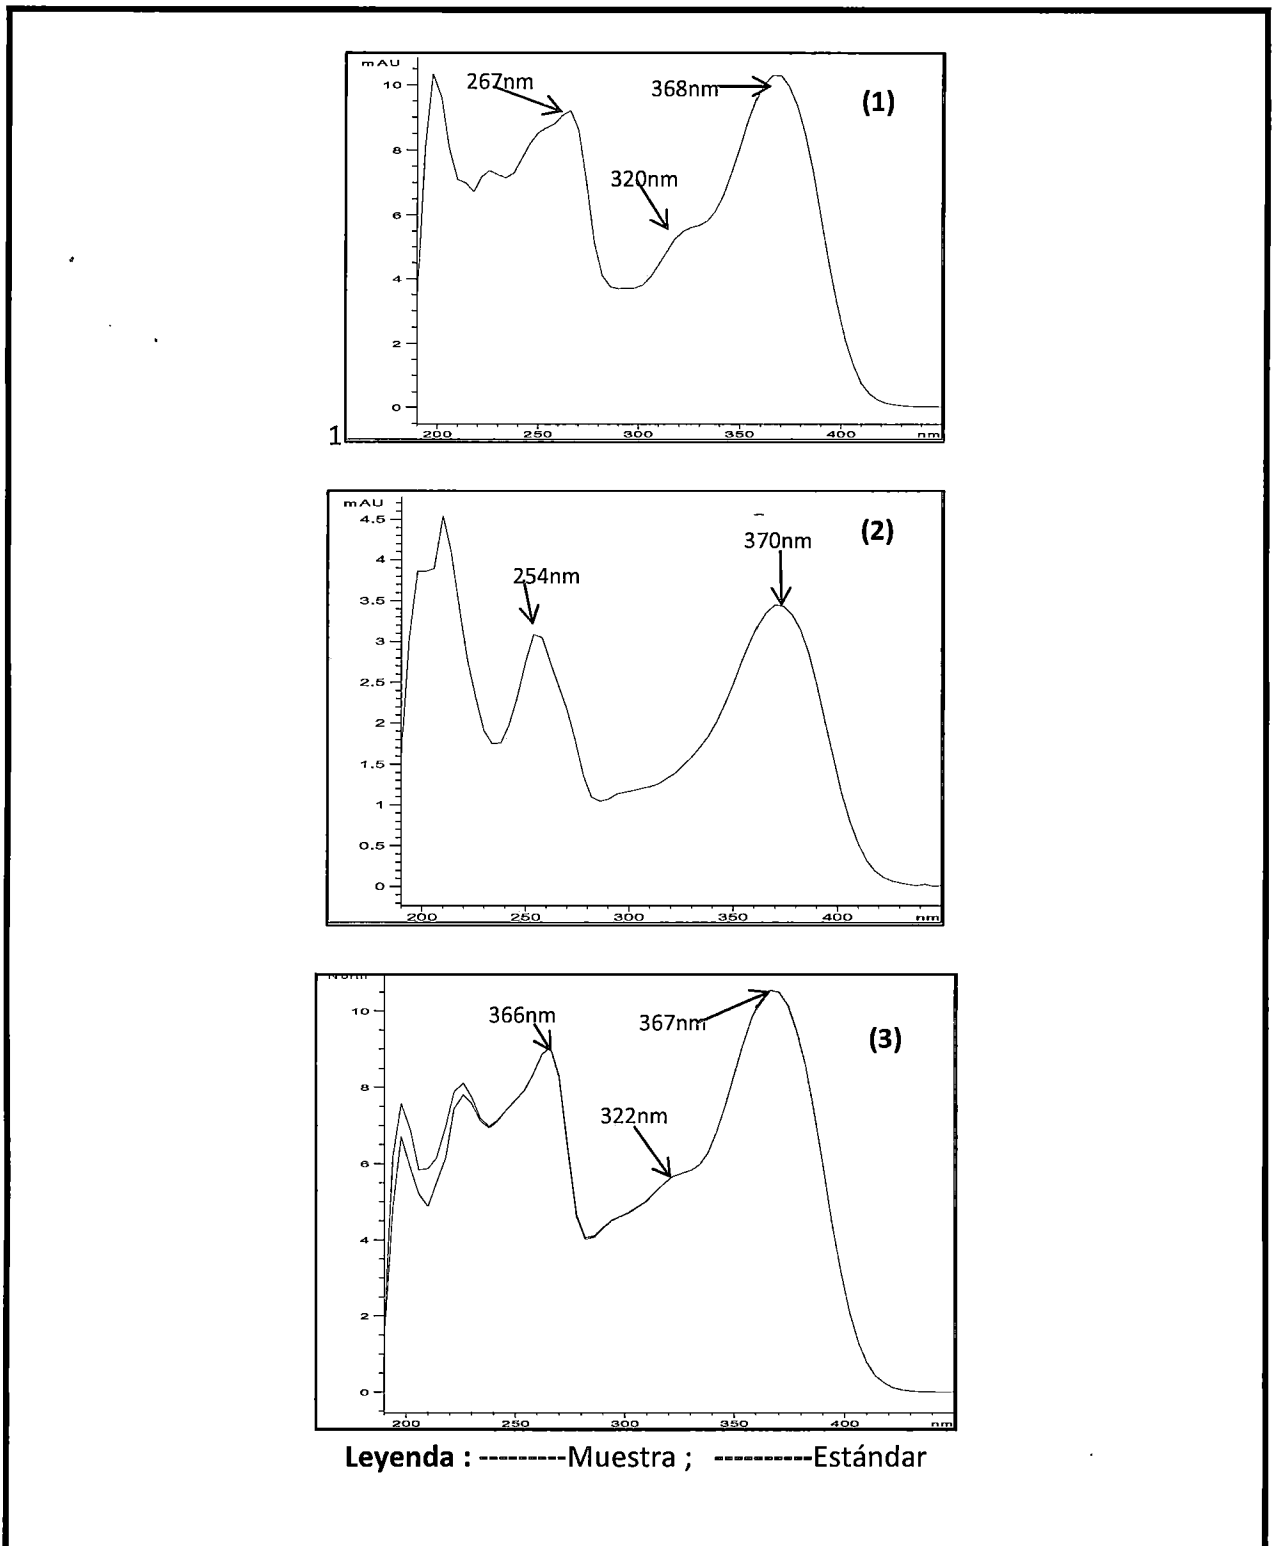 mAU
267nm
368nm
(1)
10
8
320nm
6
4
2
0
1
200 250 300 350 400 nm
mAU
4.5
(2)
370nm
4
254nm
3.5
3
2.5
2
1.5
1
0.5
0
200 250 300 350 400 nm
Norm
10
366nm
367nm
(3)
8
322nm
6
4
2
0
200 250 300 350 400 nm
Leyenda : ---------Muestra ; ----------Estándar